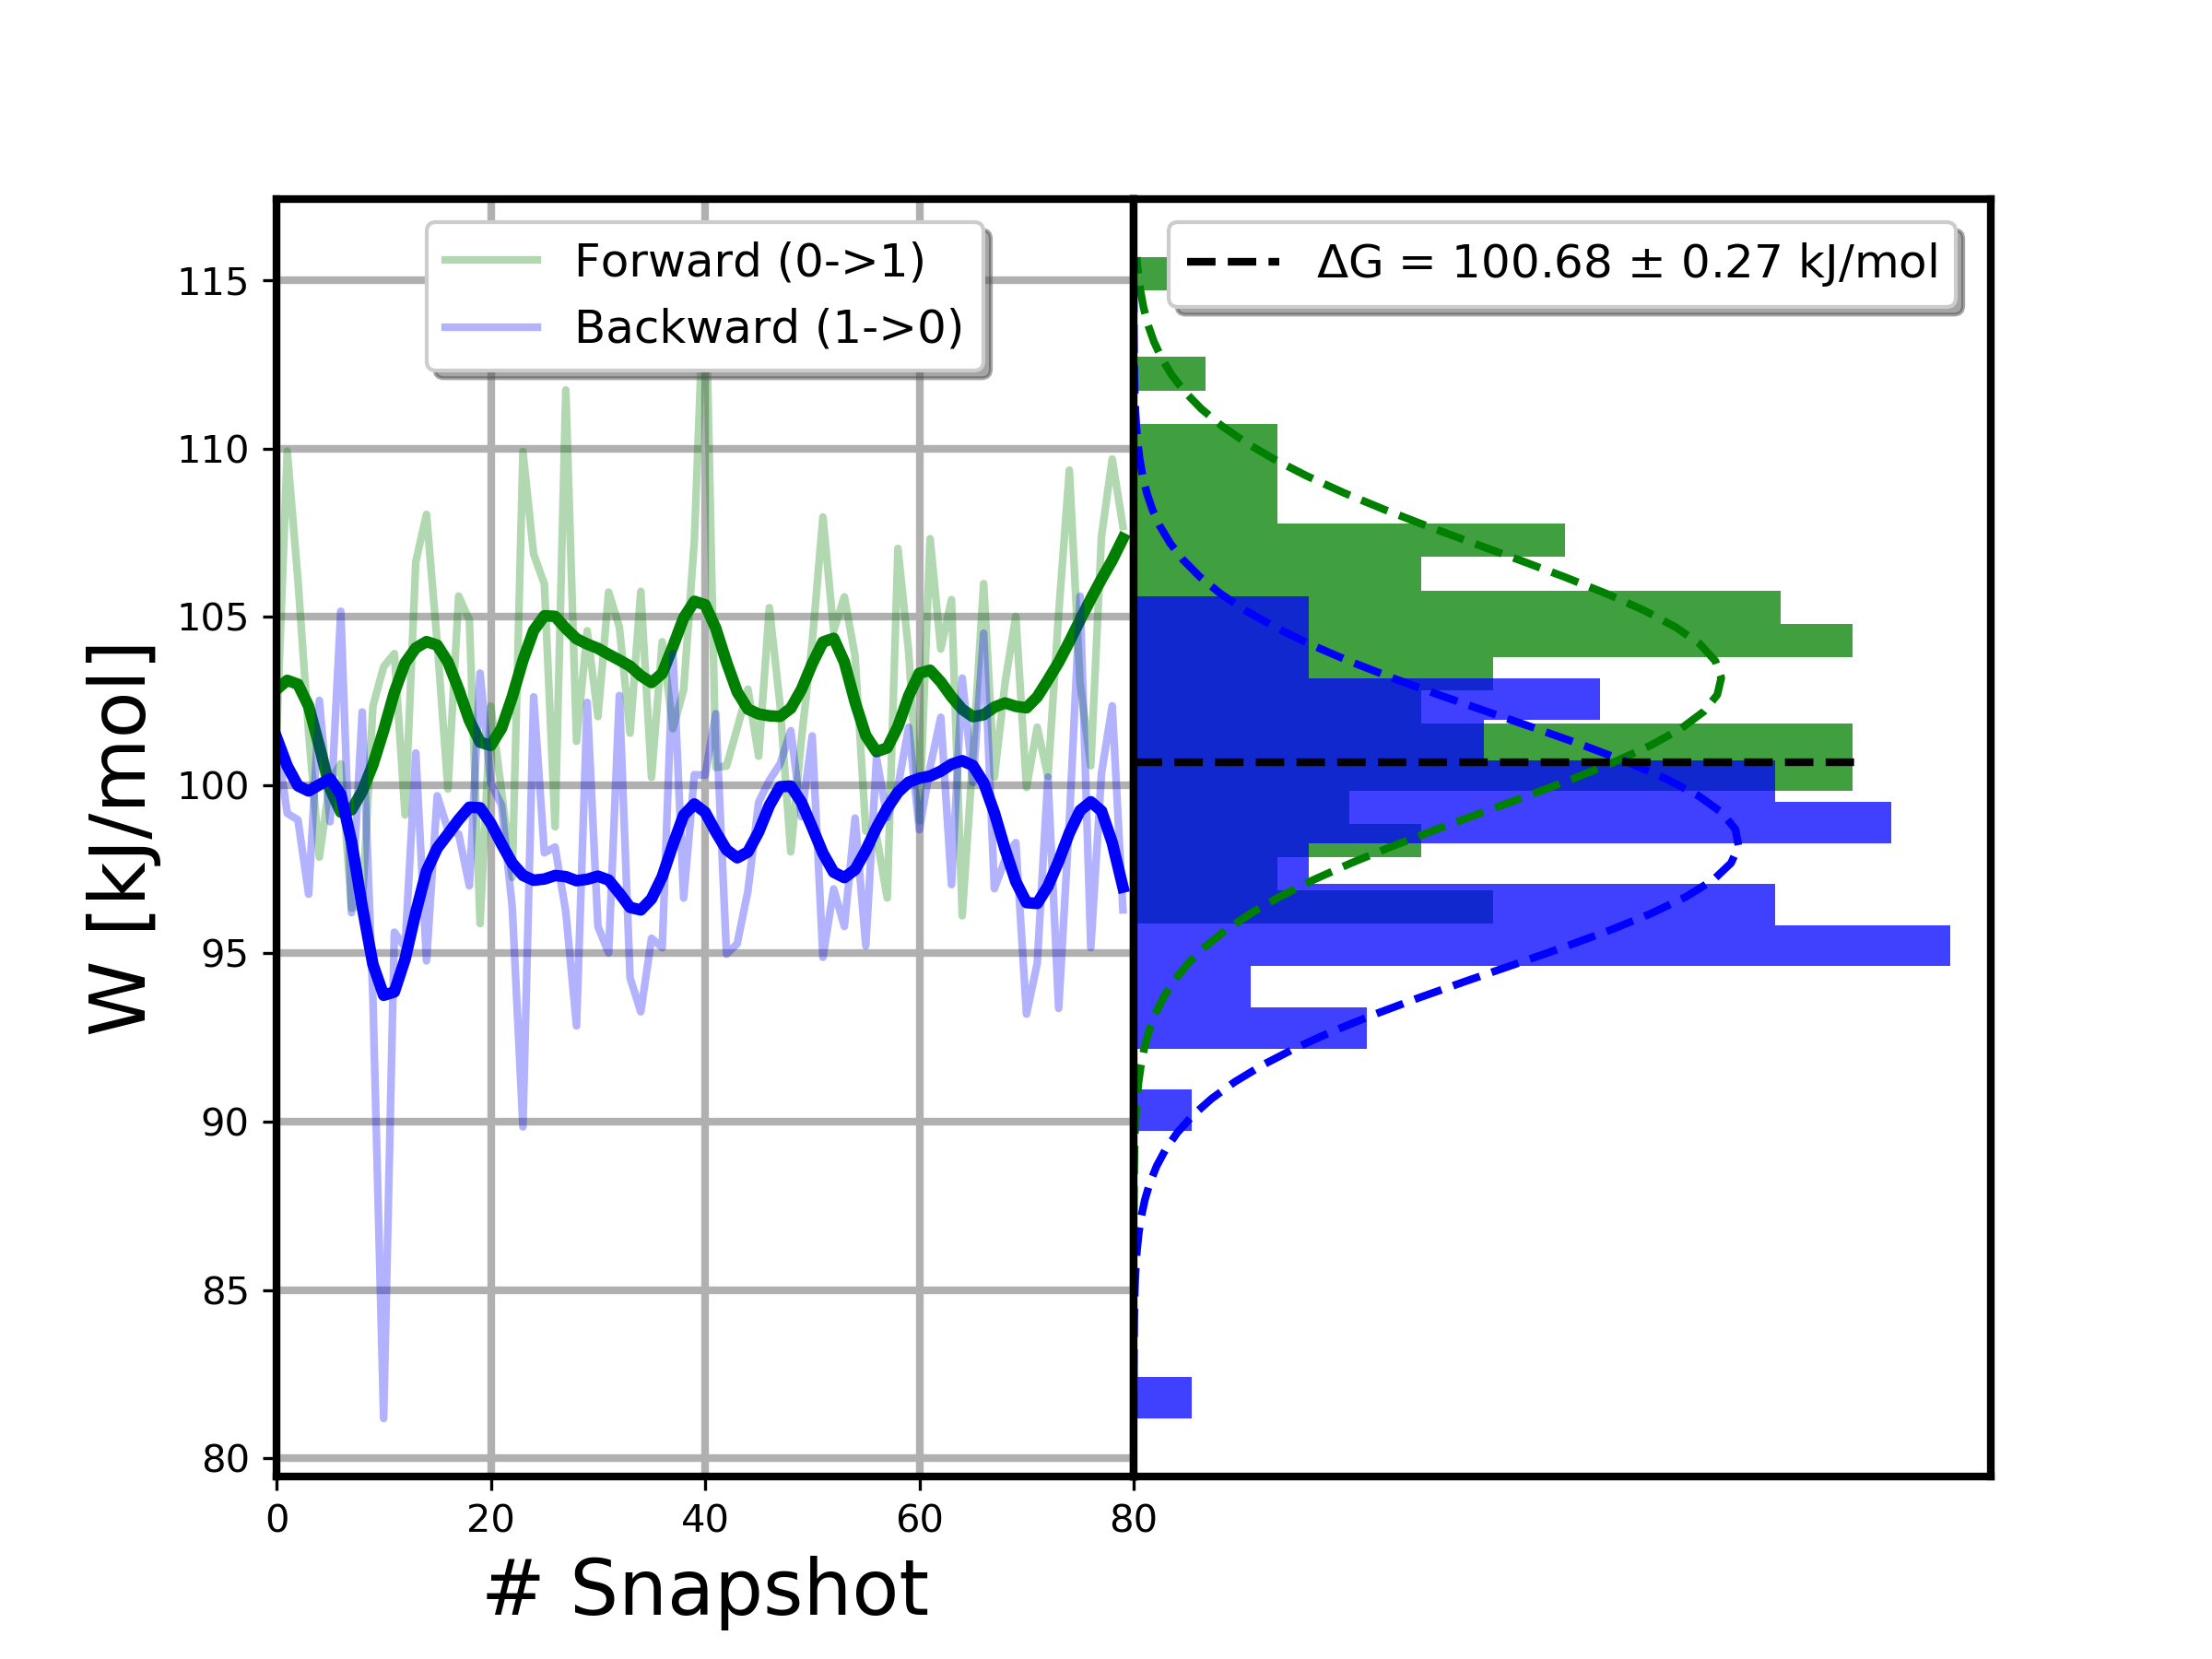 Forward (0->1)
Backward (1->0)
ΔG = 100.68 ± 0.27 kJ/mol
W [kJ/mol]
115
110
105
100
95
90
85
80
0 20 40 60 80
# Snapshot